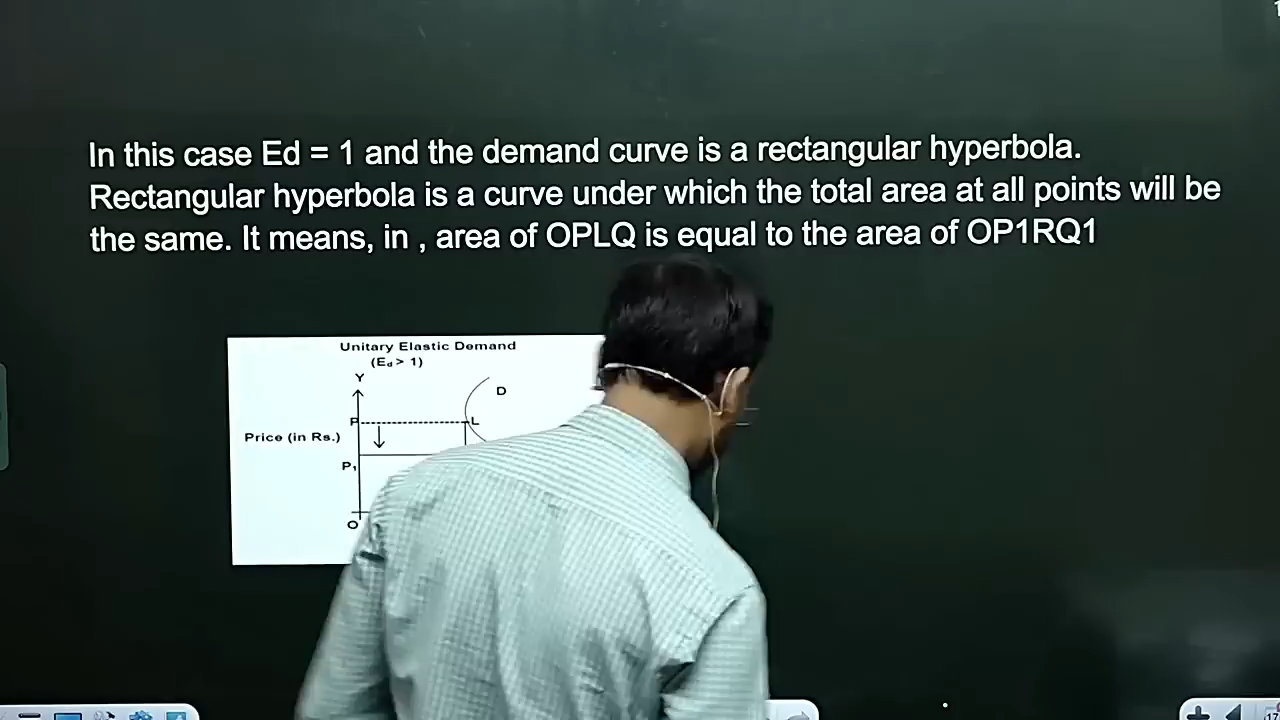 In this case Ed = 1 and the demand curve is a rectangular hyperbola.
Rectangular hyperbola is a curve under which the total area at all points will be
the same. It means, in , area of OPLQ is equal to the area of OP1RQ1
Unitary Elastic Demand
(Ed > 1)
Y
D
P
L
Price (in Rs.)
P1
O